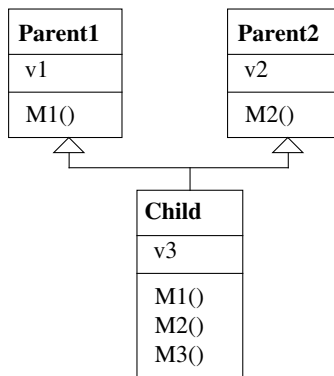 Parent1
v1
M1()
Parent2
v2
M2()
Child
v3
M1()
M2()
M3()